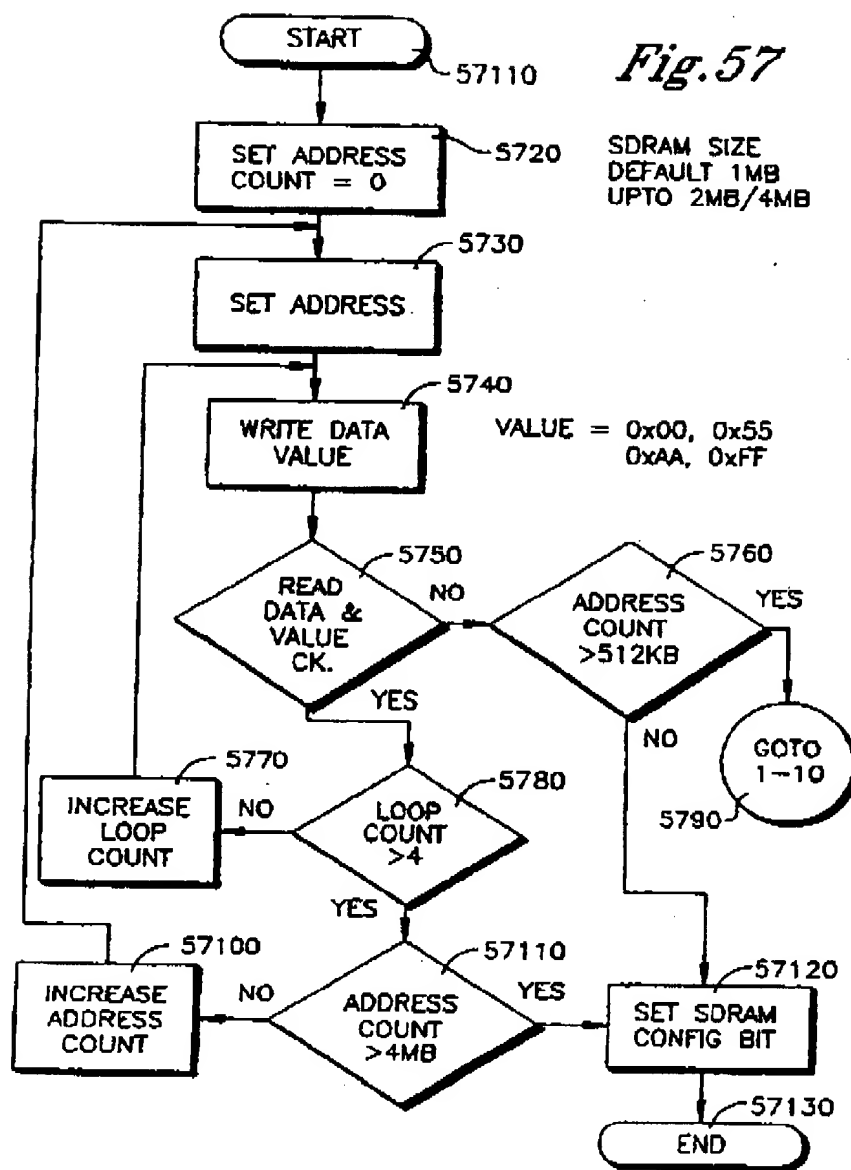 START
57110
Fig.57
SET ADDRESS
COUNT = 0
5720
SDRAM SIZE
DEFAULT 1MB
UPTO 2MB/4MB
5730
SET ADDRESS
5740
WRITE DATA
VALUE
VALUE = 0x00, 0x55
0xAA, 0xFF
5750
READ
DATA &
VALUE
CK.
NO
YES
5760
ADDRESS
COUNT
>512KB
YES
NO
GOTO
1-10
5790
5770
INCREASE
LOOP
COUNT
NO
5780
LOOP
COUNT
>4
YES
57100
INCREASE
ADDRESS
COUNT
NO
57110
ADDRESS
COUNT
>4MB
YES
57120
SET SDRAM
CONFIG BIT
57130
END